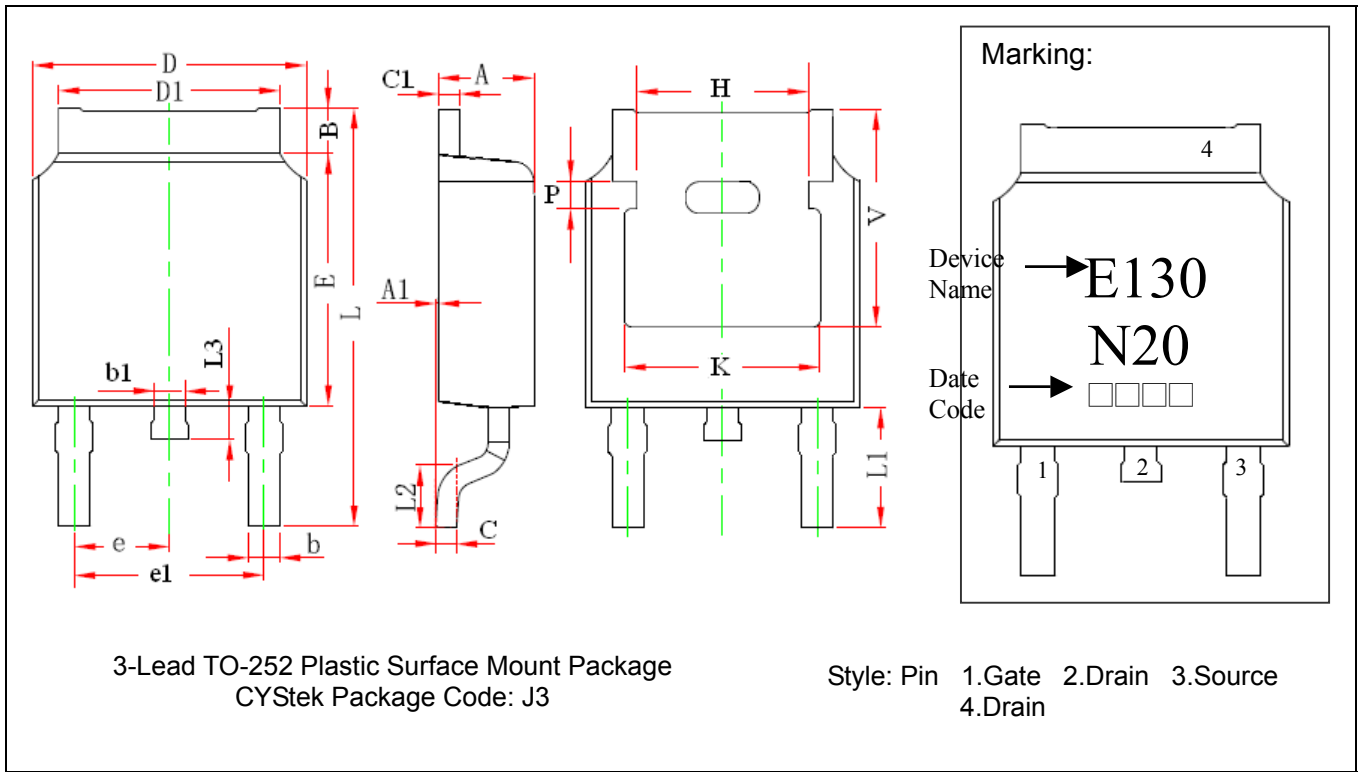 D
D1
B
E
L
L3
b1
e
b
e1
C1
A
A1
L2
C
H
P
V
K
L1
Marking:
4
Device
Name
E130
N20
Date
Code
□□□□
1 2 3
3-Lead TO-252 Plastic Surface Mount Package
CYStek Package Code: J3
Style: Pin 1.Gate 2.Drain 3.Source
4.Drain